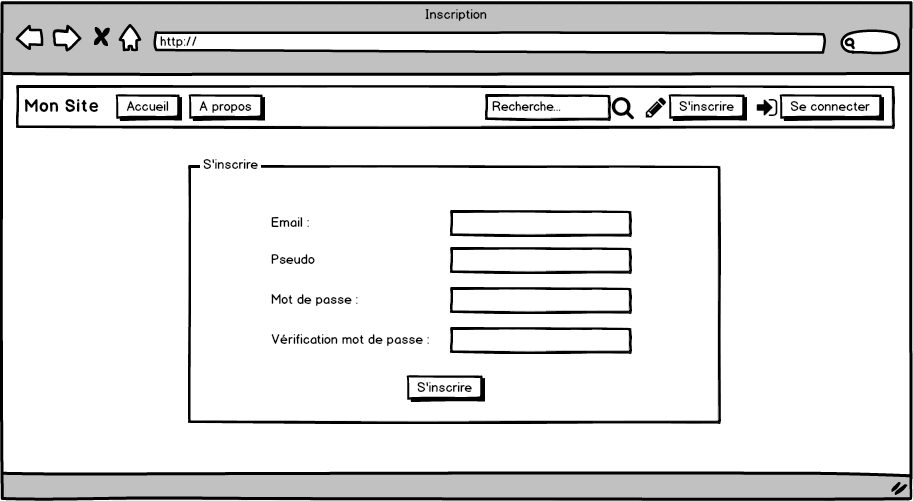 Inscription
http://
Mon Site Accueil A propos Recherche... S'inscrire Se connecter
S'inscrire
Email :
Pseudo
Mot de passe :
Vérification mot de passe :
S'inscrire